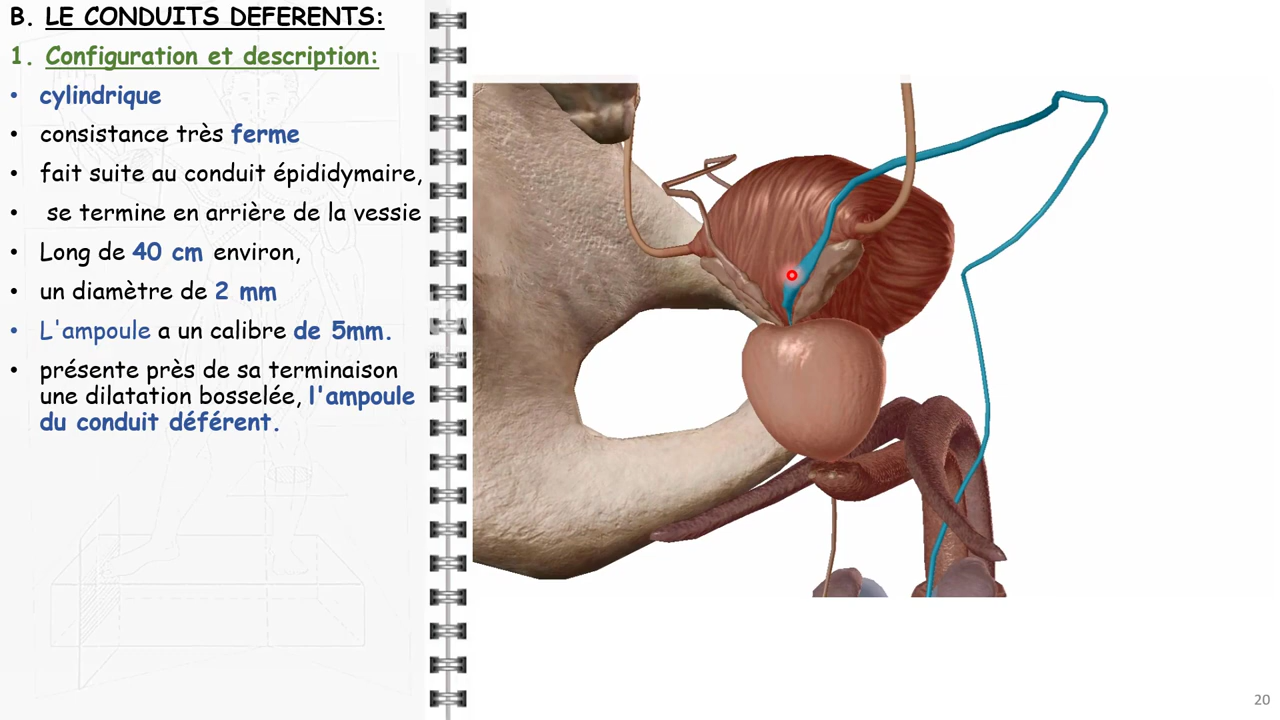 B. LE CONDUITS DEFERENTS:
1. Configuration et description:
• cylindrique
• consistance très ferme
• fait suite au conduit épididymaire,
• se termine en arrière de la vessie
• Long de 40 cm environ,
• un diamètre de 2 mm
• L'ampoule a un calibre de 5mm.
• présente près de sa terminaison
une dilatation bosselée, l'ampoule
du conduit déférent.
20